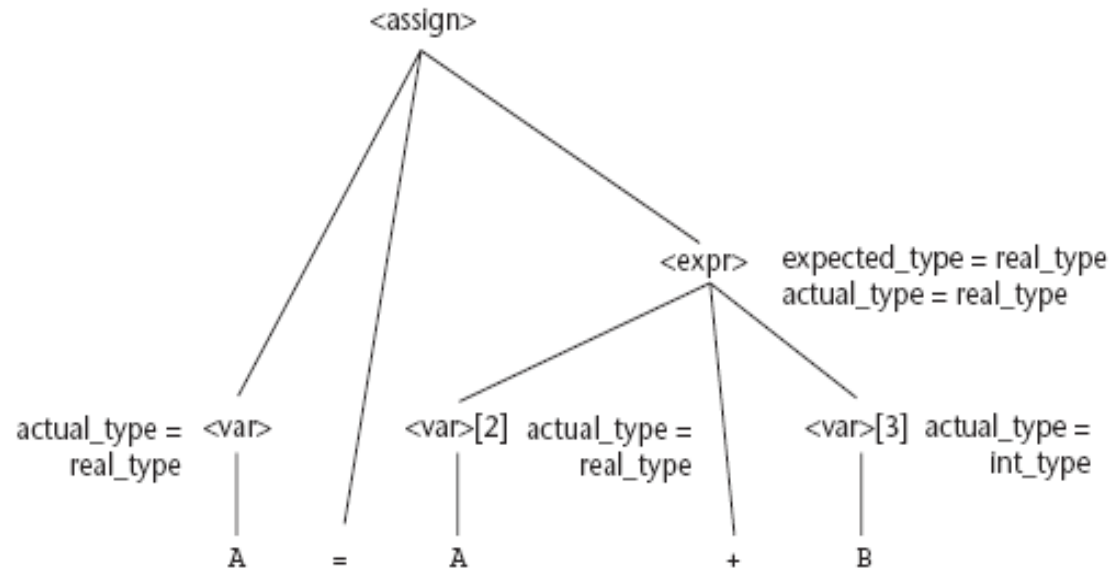 <assign>
<expr> expected_type = real_type
actual_type = real_type
actual_type = <var> <var>[2] actual_type = <var>[3] actual_type =
real_type real_type int_type
A = A + B